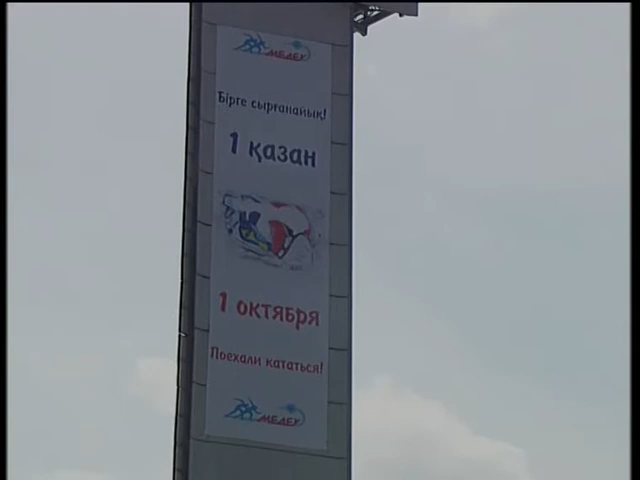 МЕДЕУ
Бірге сырғанайық!
1 қазан
1 октября
Поехали кататься!
МЕДЕУ